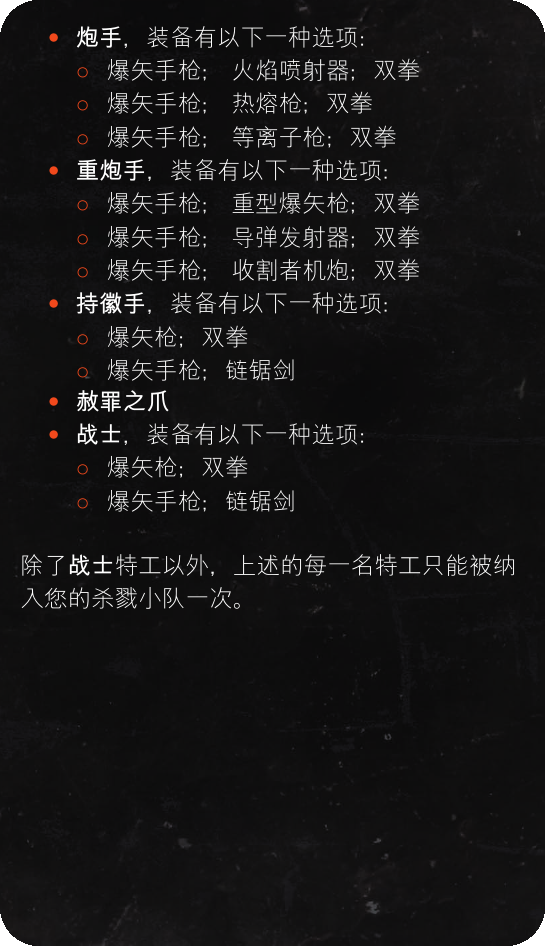 • 炮手，装备有以下一种选项：
○ 爆矢手枪； 火焰喷射器；双拳
○ 爆矢手枪； 热熔枪；双拳
○ 爆矢手枪； 等离子枪；双拳
• 重炮手，装备有以下一种选项：
○ 爆矢手枪； 重型爆矢枪；双拳
○ 爆矢手枪； 导弹发射器；双拳
○ 爆矢手枪； 收割者机炮；双拳
• 持徽手，装备有以下一种选项：
○ 爆矢枪；双拳
○ 爆矢手枪；链锯剑
• 赦罪之爪
• 战士，装备有以下一种选项：
○ 爆矢枪；双拳
○ 爆矢手枪；链锯剑
除了战士特工以外，上述的每一名特工只能被纳
入您的杀戮小队一次。